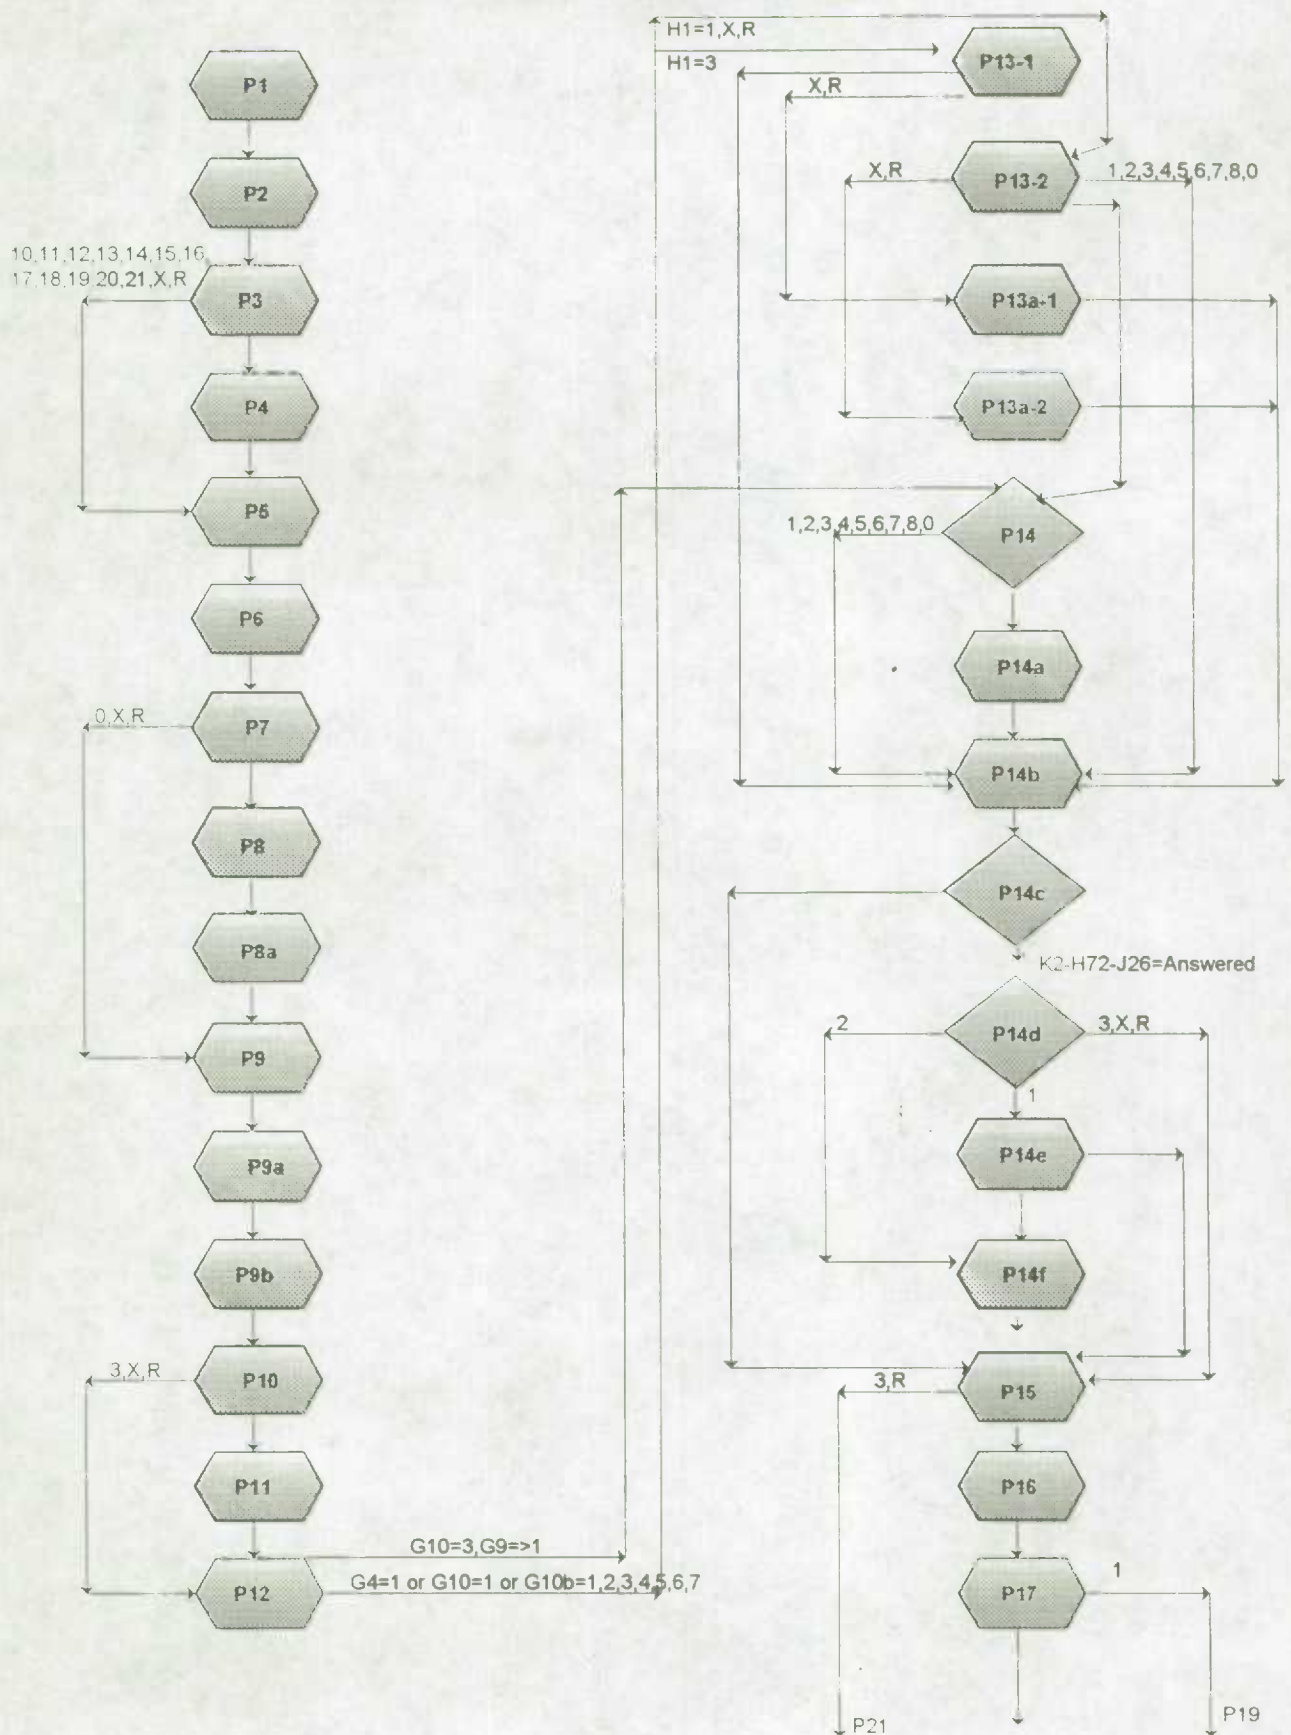 P1
P2
10,11,12,13,14,15,16
17,18,19,20,21,X,R
P3
P4
P5
P6
0,X,R
P7
P8
P8a
P9
P9a
P9b
3,X,R
P10
P11
G10=3,G9=>1
P12
G4=1 or G10=1 or G10b=1,2,3,4,5,6,7
H1=1,X,R
H1=3
P13-1
X,R
X,R
P13-2
1,2,3,4,5,6,7,8,0
P13a-1
P13a-2
1,2,3,4,5,6,7,8,0
P14
P14a
P14b
P14c
K2-H72-J26=Answered
2
P14d
3,X,R
1
P14e
P14f
P15
3,R
P16
P17
1
P21
P19